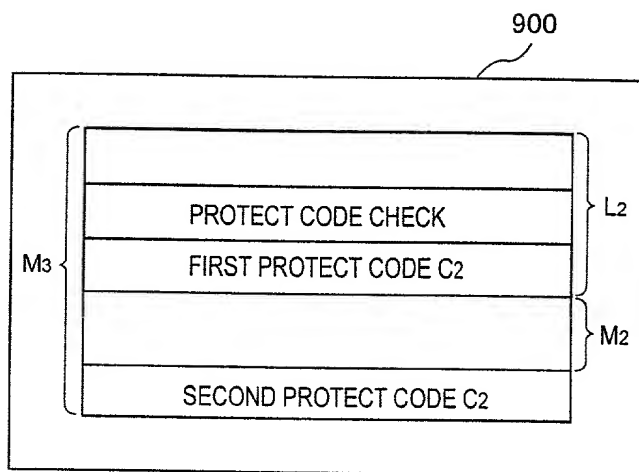 900
PROTECT CODE CHECK
L2
M3
FIRST PROTECT CODE C2
M2
SECOND PROTECT CODE C2